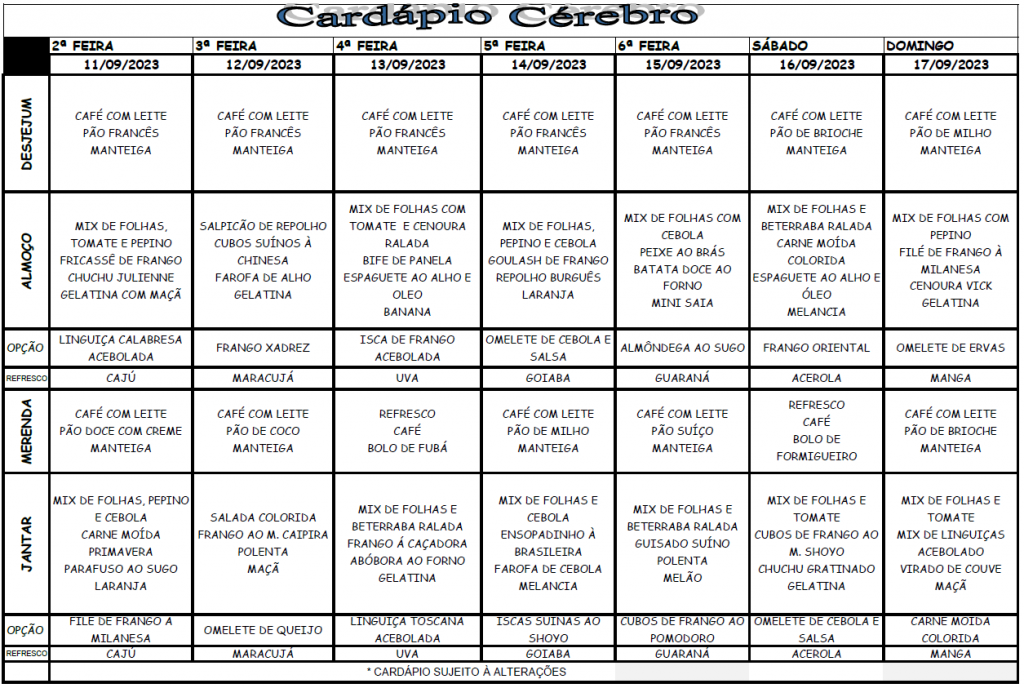 Cardápio Cérebro
2ª FEIRA 3ª FEIRA 4ª FEIRA 5ª FEIRA 6ª FEIRA SÁBADO DOMINGO
11/09/2023 12/09/2023 13/09/2023 14/09/2023 15/09/2023 16/09/2023 17/09/2023
DESJEJUM
CAFÉ COM LEITE
PÃO FRANCÊS
MANTEIGA
CAFÉ COM LEITE
PÃO FRANCÊS
MANTEIGA
CAFÉ COM LEITE
PÃO FRANCÊS
MANTEIGA
CAFÉ COM LEITE
PÃO FRANCÊS
MANTEIGA
CAFÉ COM LEITE
PÃO FRANCÊS
MANTEIGA
CAFÉ COM LEITE
PÃO DE BRIOCHE
MANTEIGA
CAFÉ COM LEITE
PÃO DE MILHO
MANTEIGA
ALMOÇO
MIX DE FOLHAS,
TOMATE E PEPINO
FRICASSÊ DE FRANGO
CHUCHU JULIENNE
GELATINA COM MAÇÃ
SALPICÃO DE REPOLHO
CUBOS SUÍNOS À
CHINESA
FAROFA DE ALHO
GELATINA
MIX DE FOLHAS COM
TOMATE E CENOURA
RALADA
BIFE DE PANELA
ESPAGUETE AO ALHO E
OLEO
BANANA
MIX DE FOLHAS,
PEPINO E CEBOLA
GOULASH DE FRANGO
REPOLHO BURGUÊS
LARANJA
MIX DE FOLHAS COM
CEBOLA
PEIXE AO BRÁS
BATATA DOCE AO
FORNO
MINI SAIA
MIX DE FOLHAS E
BETERRABA RALADA
CARNE MOÍDA
COLORIDA
ESPAGUETE AO ALHO E
ÓLEO
MELANCIA
MIX DE FOLHAS COM
PEPINO
FILÉ DE FRANGO À
MILANESA
CENOURA VICK
GELATINA
OPÇÃO
LINGUIÇA CALABRESA
ACEBOLADA
FRANGO XADREZ
ISCA DE FRANGO
ACEBOLADA
OMELETE DE CEBOLA E
SALSA
ALMÔNDEGA AO SUGO
FRANGO ORIENTAL
OMELETE DE ERVAS
REFRESCO CAJÚ MARACUJÁ UVA GOIABA GUARANÁ ACEROLA MANGA
MERENDA
CAFÉ COM LEITE
PÃO DOCE COM CREME
MANTEIGA
CAFÉ COM LEITE
PÃO DE COCO
MANTEIGA
REFRESCO
CAFÉ
BOLO DE FUBÁ
CAFÉ COM LEITE
PÃO DE MILHO
MANTEIGA
CAFÉ COM LEITE
PÃO SUÍÇO
MANTEIGA
REFRESCO
CAFÉ
BOLO DE
FORMIGUEIRO
CAFÉ COM LEITE
PÃO DE BRIOCHE
MANTEIGA
JANTAR
MIX DE FOLHAS, PEPINO
E CEBOLA
CARNE MOÍDA
PRIMAVERA
PARAFUSO AO SUGO
LARANJA
SALADA COLORIDA
FRANGO AO M. CAIPIRA
POLENTA
MAÇÃ
MIX DE FOLHAS E
BETERRABA RALADA
FRANGO Á CAÇADORA
ABÓBORA AO FORNO
GELATINA
MIX DE FOLHAS E
CEBOLA
ENSOPADINHO À
BRASILEIRA
FAROFA DE CEBOLA
MELANCIA
MIX DE FOLHAS E
BETERRABA RALADA
GUISADO SUÍNO
POLENTA
MELÃO
MIX DE FOLHAS E
TOMATE
CUBOS DE FRANGO AO
M. SHOYO
CHUCHU GRATINADO
GELATINA
MIX DE FOLHAS E
TOMATE
MIX DE LINGUIÇAS
ACEBOLADO
VIRADO DE COUVE
MAÇÃ
OPÇÃO
FILE DE FRANGO A
MILANESA
OMELETE DE QUEIJO
LINGUIÇA TOSCANA
ACEBOLADA
ISCAS SUINAS AO
SHOYO
CUBOS DE FRANGO AO
POMODORO
OMELETE DE CEBOLA E
SALSA
CARNE MOIDA
COLORIDA
REFRESCO CAJÚ MARACUJÁ UVA GOIABA GUARANÁ ACEROLA MANGA
* CARDÁPIO SUJEITO À ALTERAÇÕES